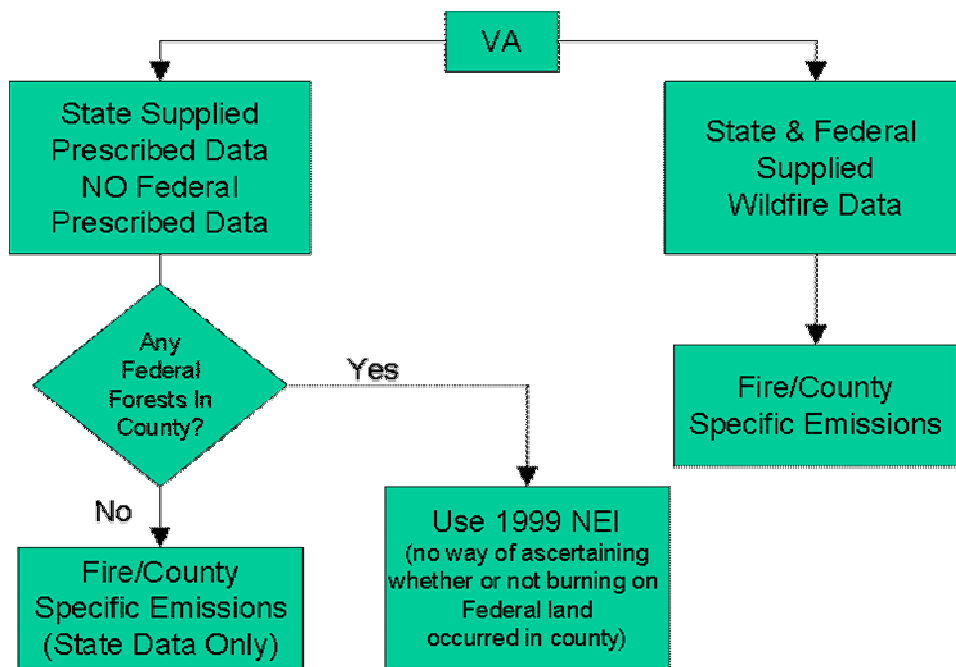 VA
State Supplied
Prescribed Data
NO Federal
Prescribed Data
State & Federal
Supplied
Wildfire Data
Any
Federal
Forests In
County?
Yes
No
Fire/County
Specific Emissions
Use 1999 NEI
(no way of ascertaining
whether or not burning on
Federal land
occurred in county)
Fire/County
Specific Emissions
(State Data Only)